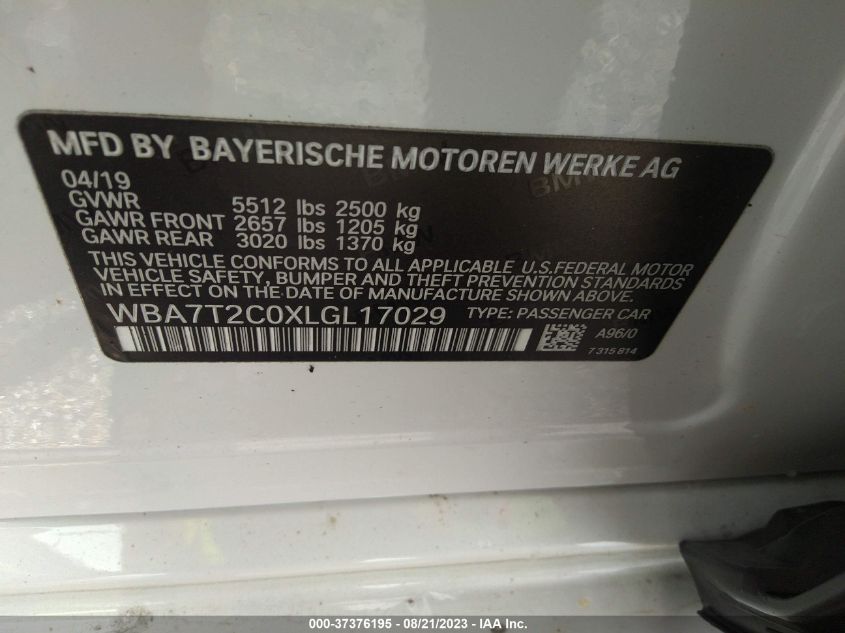 MFD BY BAYERISCHE MOTOREN WERKE AG
04/19
GVWR 5512 lbs 2500 kg
GAWR FRONT 2657 lbs 1205 kg
GAWR REAR 3020 lbs 1370 kg
THIS VEHICLE CONFORMS TO ALL APPLICABLE U.S.FEDERAL MOTOR
VEHICLE SAFETY, BUMPER AND THEFT PREVENTION STANDARDS
IN EFFECT ON THE DATE OF MANUFACTURE SHOWN ABOVE.
WBA7T2C0XLGL17029 TYPE: PASSENGER CAR
A96/0
7 315 814
000-37376195 - 08/21/2023 - IAA Inc.